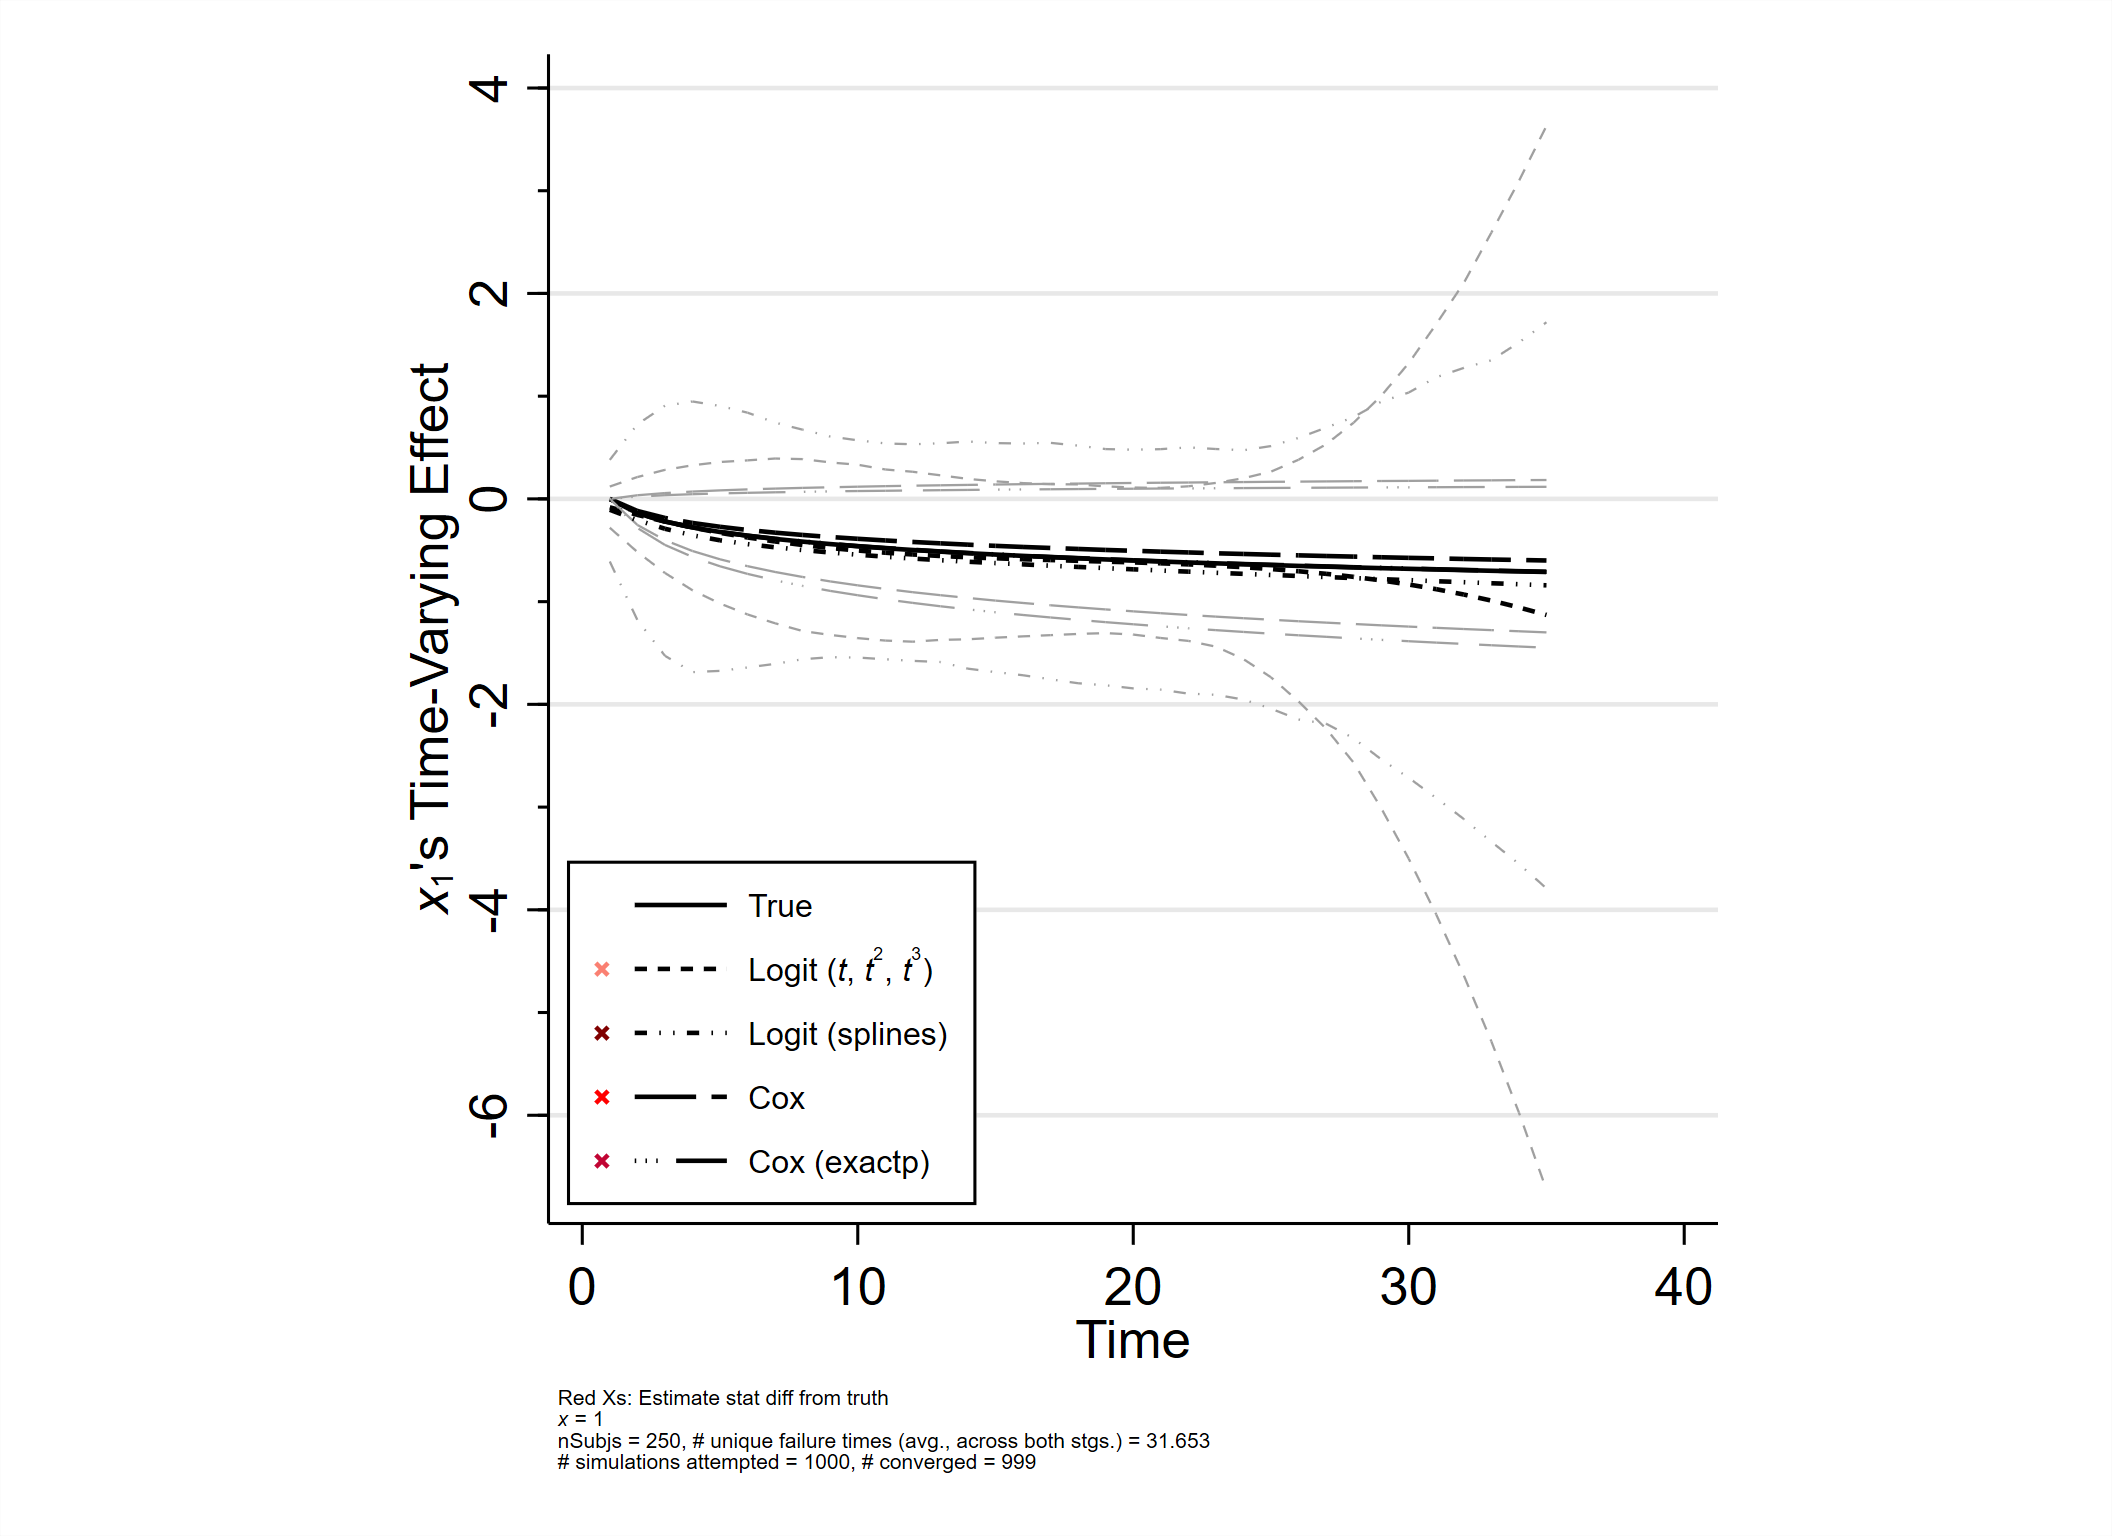 4
2
0
-2
-4
-6
x₁'s Time-Varying Effect
True
Logit (t, t², t³)
Logit (splines)
Cox
Cox (exactp)
0 10 20 30 40
Time
Red Xs: Estimate stat diff from truth
x = 1
nSubjs = 250, # unique failure times (avg., across both stgs.) = 31.653
# simulations attempted = 1000, # converged = 999